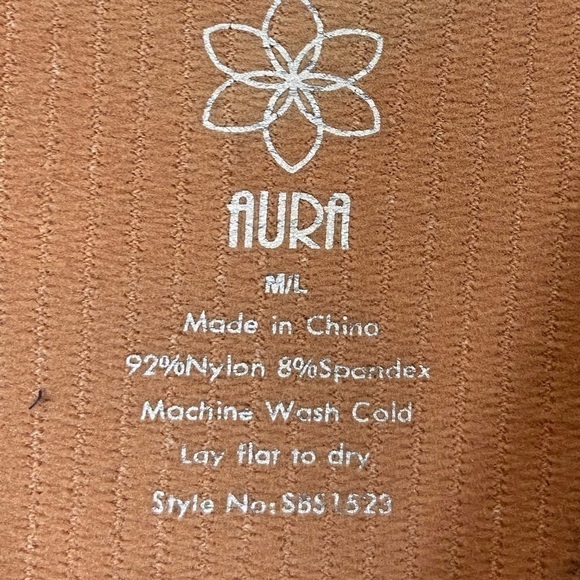 AURA
M/L
Made in China
92%Nylon 8%Spandex
Machine Wash Cold
Lay flat to dry
Style No:SBS1523